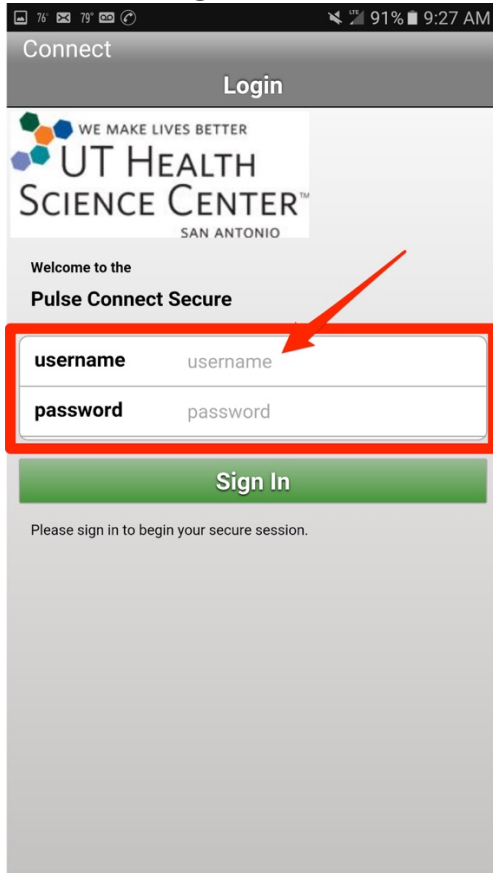 76° 79° 91% 9:27 AM
Connect
Login
WE MAKE LIVES BETTER
UT HEALTH
SCIENCE CENTER™
SAN ANTONIO
Welcome to the
Pulse Connect Secure
username username
password password
Sign In
Please sign in to begin your secure session.